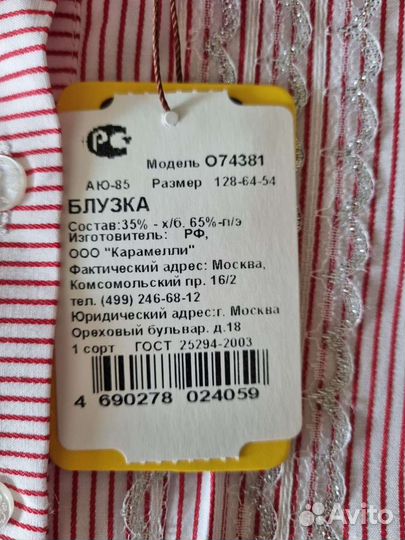 РС
Модель О74381
АЮ-85 Размер 128-64-54
БЛУЗКА
Состав:35% - х/б. 65%-п/э
Изготовитель: РФ,
ООО "Карамелли"
Фактический адрес: Москва,
Комсомольский пр. 16/2
тел. (499) 246-68-12
Юридический адрес:г. Москва
Ореховый бульвар. д.18
1 сорт ГОСТ 25294-2003
4 690278 024059
Avito